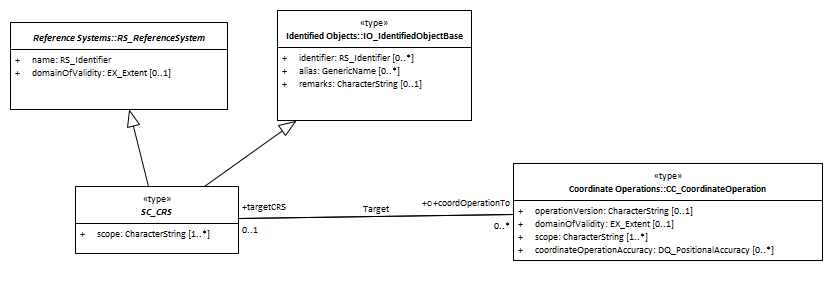 Reference Systems::RS_ReferenceSystem
+ name: RS_Identifier
+ domainOfValidity: EX_Extent [0..1]
«type»
Identified Objects::IO_IdentifiedObjectBase
+ identifier: RS_Identifier [0..*]
+ alias: GenericName [0..*]
+ remarks: CharacterString [0..1]
«type»
SC_CRS
+ scope: CharacterString [1..*]
+targetCRS
0..1
Target
+o+coordOperationTo
0..*
«type»
Coordinate Operations::CC_CoordinateOperation
+ operationVersion: CharacterString [0..1]
+ domainOfValidity: EX_Extent [0..1]
+ scope: CharacterString [1..*]
+ coordinateOperationAccuracy: DQ_PositionalAccuracy [0..*]